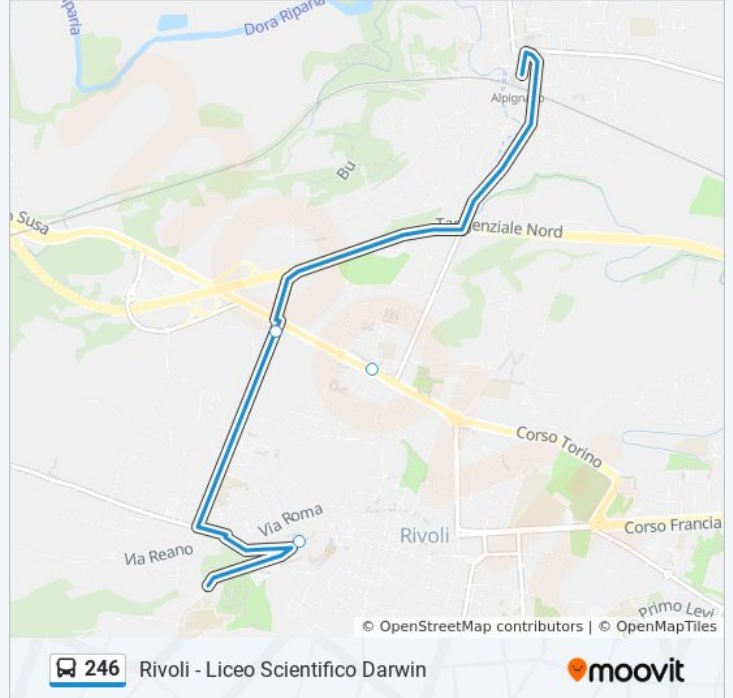 paria
Dora Riparia
Alpignano
Bu
o Susa
Tangenziale Nord
Corso Torino
Via Roma
Rivoli
Corso Francia
Via Reano
Primo Levi
© OpenStreetMap contributors | © OpenMapTiles
246 Rivoli - Liceo Scientifico Darwin
moovit